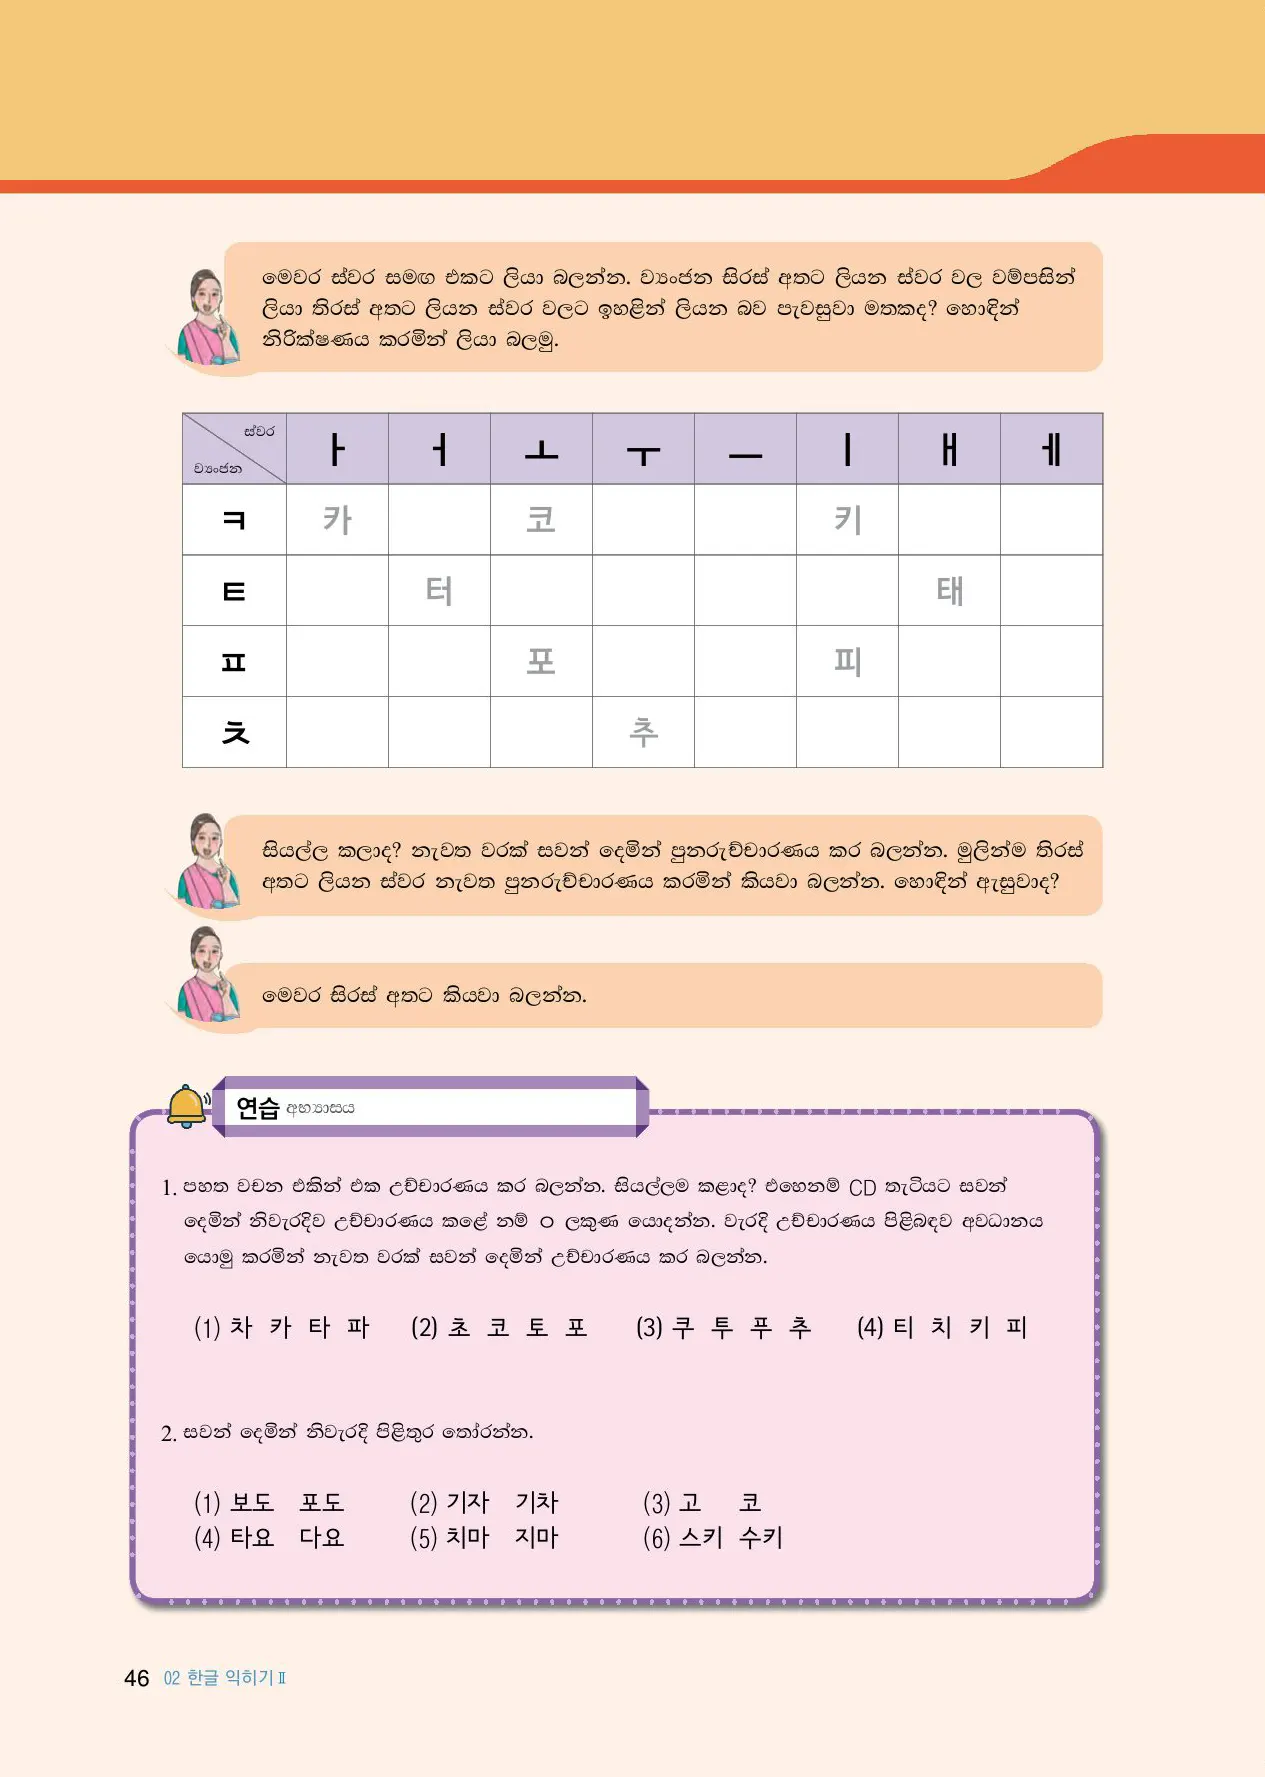 මෙවර ස්වර සමඟ එකට ලියා බලන්න. ව්‍යංජන සිරස් අතට ලියන ස්වර වල වම්පසින්
ලියා තිරස් අතට ලියන ස්වර වලට ඉහළින් ලියන බව පැවසුවා මතකද? හොඳින්
නිරික්ෂණය කරමින් ලියා බලමු.
ස්වර
ව්‍යංජන
ㅏ ㅓ ㅗ ㅜ ㅡ ㅣ ㅐ ㅔ
ㅋ 카 코 키
ㅌ 터 태
ㅍ 포 피
ㅊ 추
සියල්ල කලාද? නැවත වරක් සවන් දෙමින් පුනරුච්චාරණය කර බලන්න. මුලින්ම තිරස්
අතට ලියන ස්වර නැවත පුනරුච්චාරණය කරමින් කියවා බලන්න. හොඳින් ඇසුවාද?
මෙවර සිරස් අතට කියවා බලන්න.
연습 අභ්‍යාසය
1. පහත වචන එකින් එක උච්චාරණය කර බලන්න. සියල්ලම කළාද? එහෙනම් CD තැටියට සවන්
දෙමින් නිවැරදිව උච්චාරණය කළේ නම් ○ ලකුණ යොදන්න. වැරදි උච්චාරණය පිළිබඳව අවධානය
යොමු කරමින් නැවත වරක් සවන් දෙමින් උච්චාරණය කර බලන්න.
(1) 차 카 타 파 (2) 초 코 토 포 (3) 쿠 투 푸 추 (4) 티 치 키 피
2. සවන් දෙමින් නිවැරදි පිළිතුර තෝරන්න.
(1) 보도 포도 (2) 기자 기차 (3) 고 코
(4) 타요 다요 (5) 치마 지마 (6) 스키 수키
46 02 한글 익히기 Ⅱ